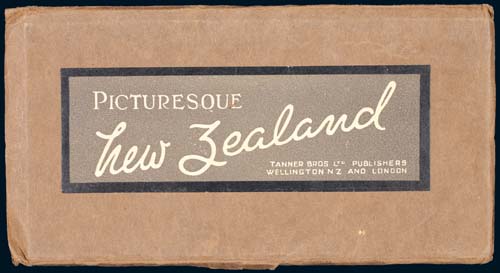 PICTURESQUE
New Zealand
TANNER BROS. LTD. PUBLISHERS
WELLINGTON N Z AND LONDON